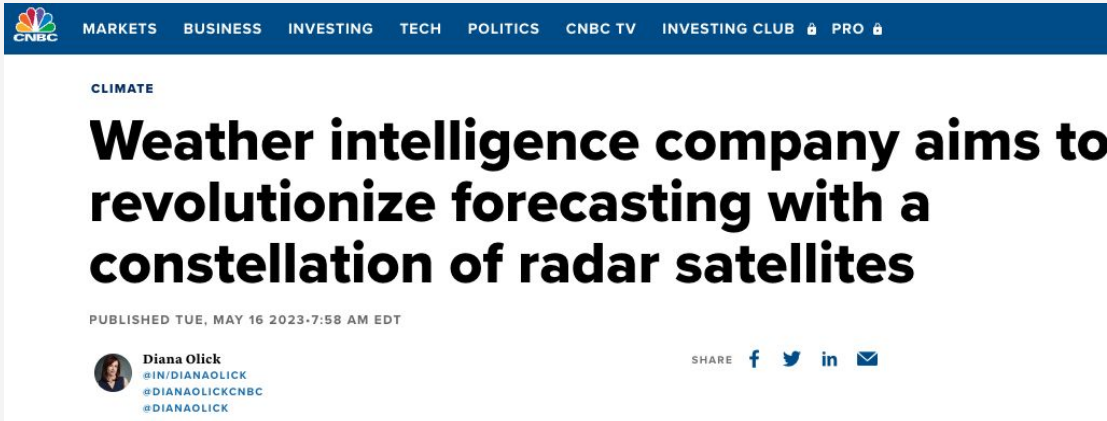 CNBC
MARKETS BUSINESS INVESTING TECH POLITICS CNBC TV INVESTING CLUB PRO
CLIMATE
Weather intelligence company aims to
revolutionize forecasting with a
constellation of radar satellites
PUBLISHED TUE, MAY 16 2023•7:58 AM EDT
Diana Olick
@IN/DIANAOLICK
@DIANAOLICKCNBC
@DIANAOLICK
SHARE f in